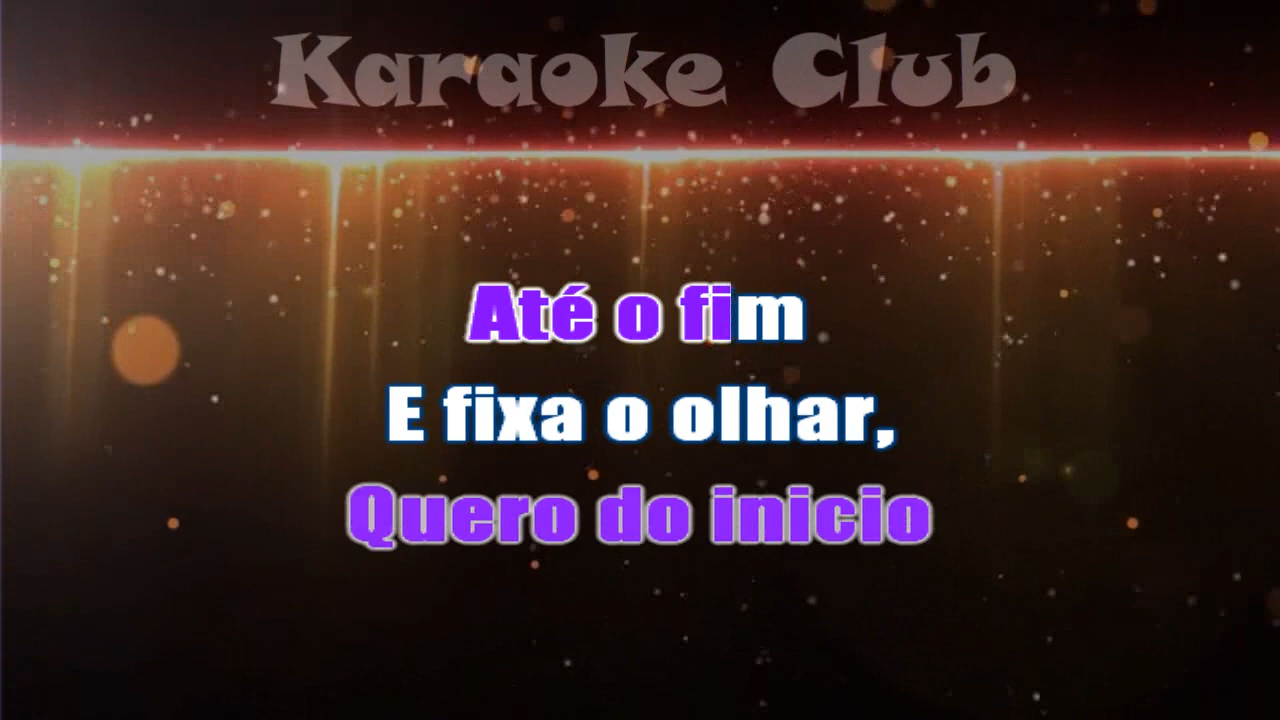 Karaoke Club
Até o fim
E fixa o olhar,
Quero do inicio